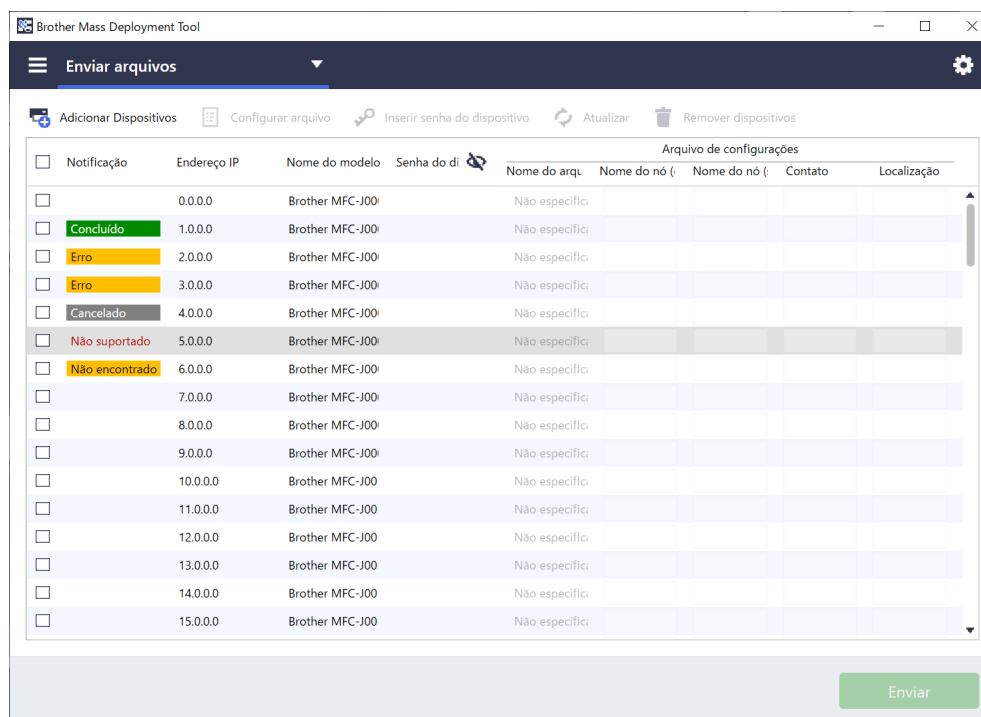 Brother Mass Deployment Tool
Enviar arquivos
Adicionar Dispositivos Configurar arquivo Inserir senha do dispositivo Atualizar Remover dispositivos
Arquivo de configurações
Notificação Endereço IP Nome do modelo Senha do di
Nome do arqu Nome do nó ( Nome do nó ( Contato Localização
0.0.0.0 Brother MFC-J00 Não especifica
Concluído 1.0.0.0 Brother MFC-J00 Não especifica
Erro 2.0.0.0 Brother MFC-J00 Não especifica
Erro 3.0.0.0 Brother MFC-J00 Não especifica
Cancelado 4.0.0.0 Brother MFC-J00 Não especifica
Não suportado 5.0.0.0 Brother MFC-J00 Não especifica
Não encontrado 6.0.0.0 Brother MFC-J00 Não especifica
7.0.0.0 Brother MFC-J00 Não especifica
8.0.0.0 Brother MFC-J00 Não especifica
9.0.0.0 Brother MFC-J00 Não especifica
10.0.0.0 Brother MFC-J00 Não especifica
11.0.0.0 Brother MFC-J00 Não especifica
12.0.0.0 Brother MFC-J00 Não especifica
13.0.0.0 Brother MFC-J00 Não especifica
14.0.0.0 Brother MFC-J00 Não especifica
15.0.0.0 Brother MFC-J00 Não especifica
Enviar